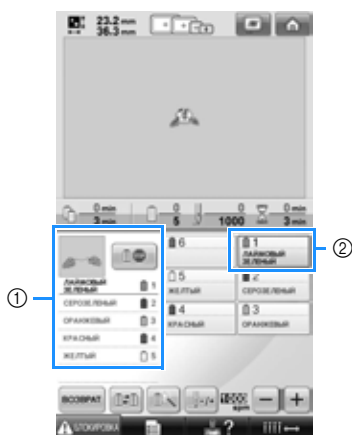 23.2 mm
36.3 mm
0 min
3 min
0
5
0
1000
0 min
3 min
6
1
ЛАЙМОВЫЙ
ЗЕЛЕНЫЙ
②
①
ЛАЙМОВЫЙ
ЗЕЛЕНЫЙ
1
5
ЖЕЛТЫЙ
2
СЕРОЗЕЛЕНЫЙ
СЕРОЗЕЛЕНЫЙ
2
4
КРАСНЫЙ
3
ОРАНЖЕВЫЙ
ОРАНЖЕВЫЙ
3
КРАСНЫЙ
4
ЖЕЛТЫЙ
5
ВОЗВРАТ
-/+
1000
spm
− +
БЛОКИРОВКА
?